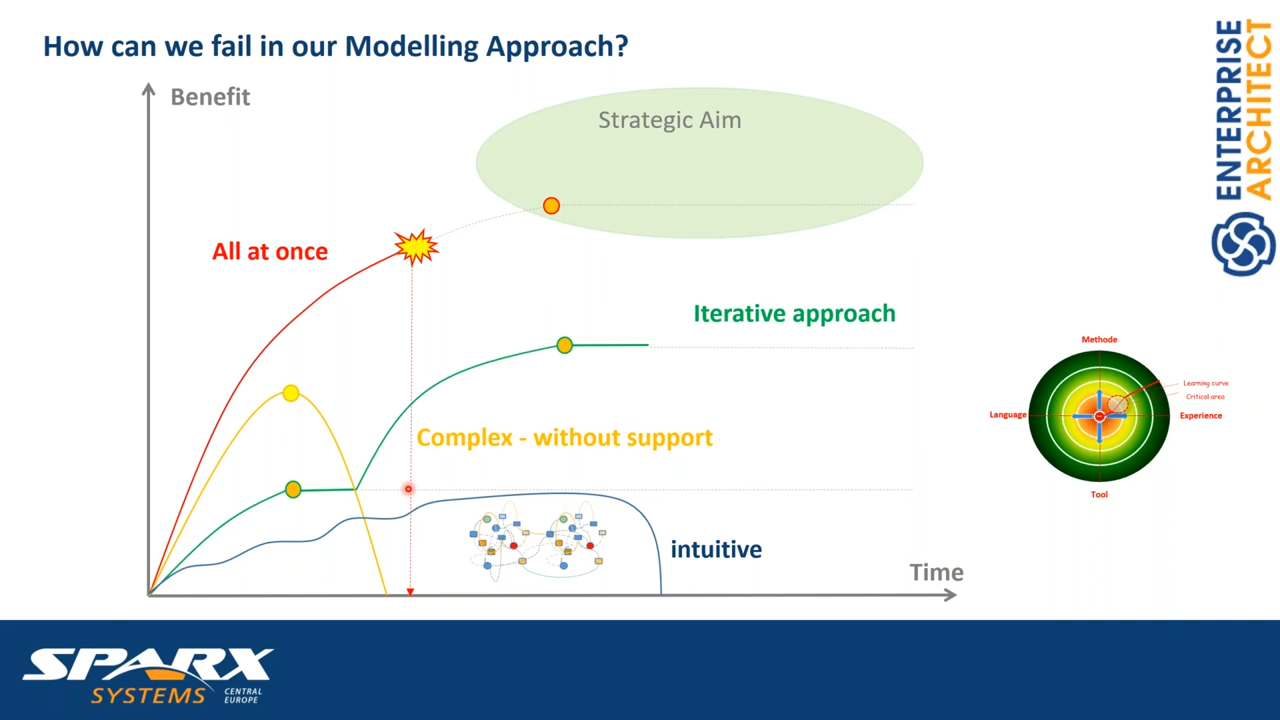 How can we fail in our Modelling Approach?
Benefit
Strategic Aim
All at once
Iterative approach
Complex - without support
intuitive
Time
ENTERPRISE
ARCHITECT
Methode
Learning curve
Critical area
Language
Experience
Tool
SPARX
SYSTEMS
CENTRAL
EUROPE